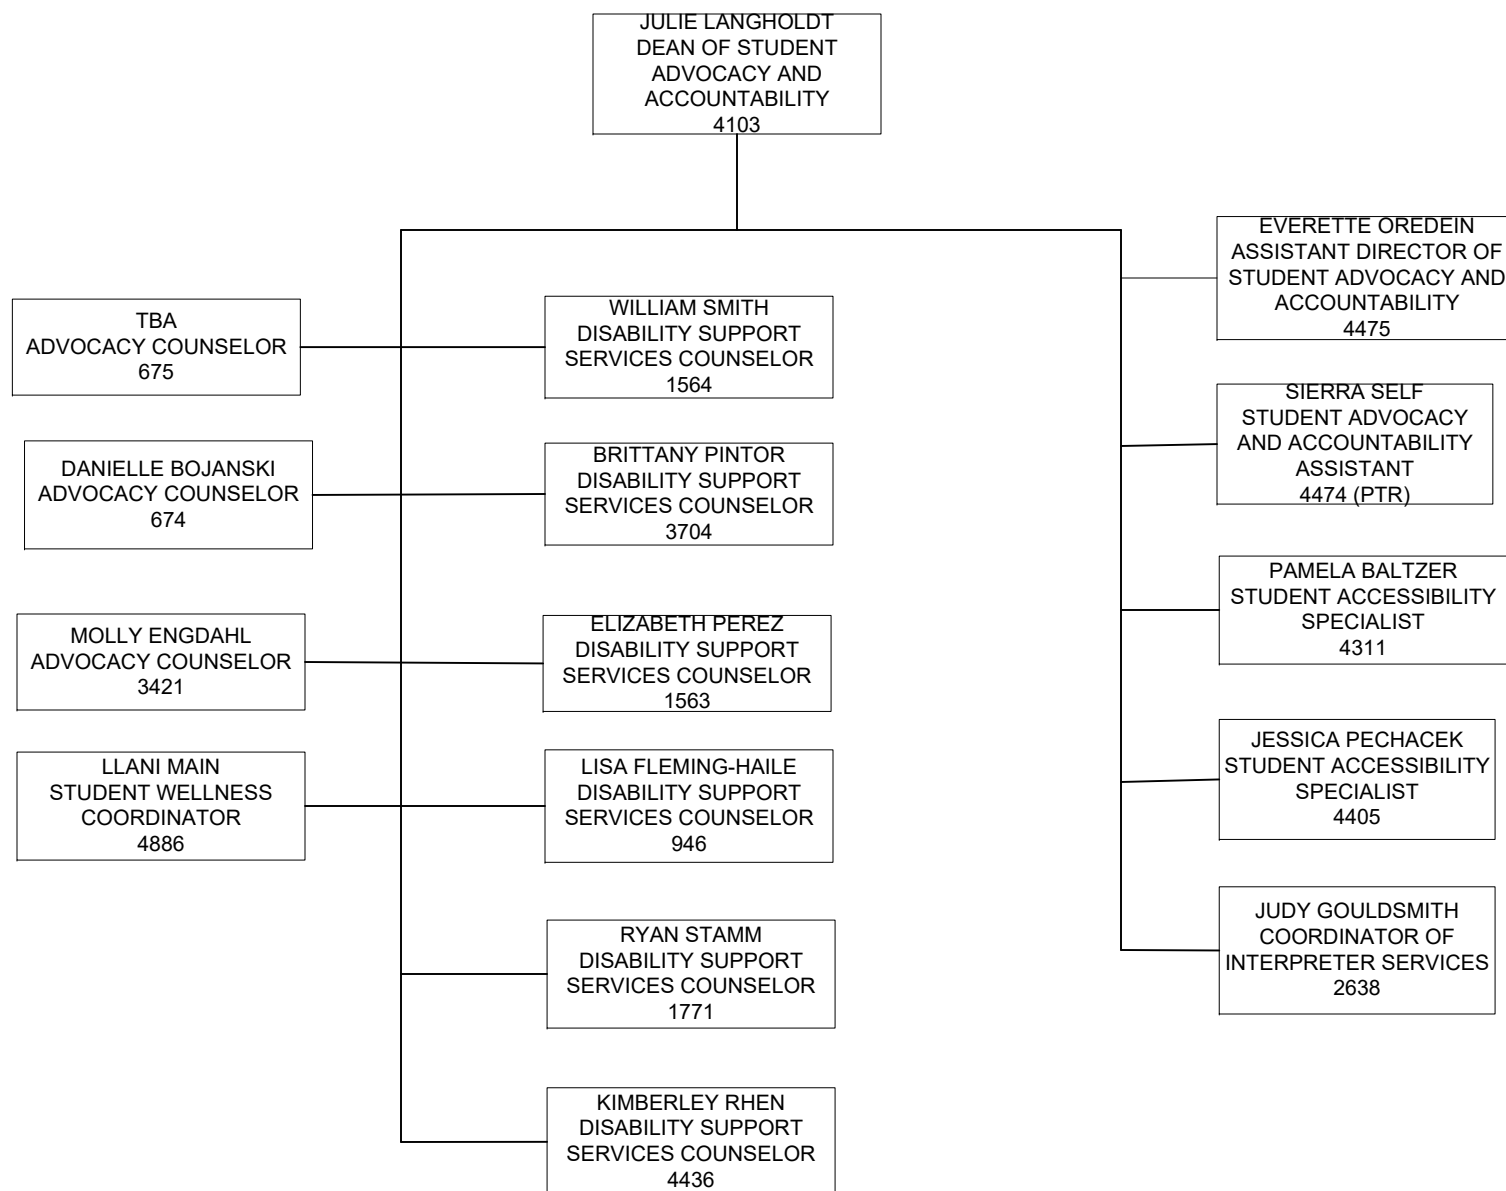 JULIE LANGHOLDT
DEAN OF STUDENT
ADVOCACY AND
ACCOUNTABILITY
4103
TBA
ADVOCACY COUNSELOR
675
DANIELLE BOJANSKI
ADVOCACY COUNSELOR
674
MOLLY ENGDAHL
ADVOCACY COUNSELOR
3421
LLANI MAIN
STUDENT WELLNESS
COORDINATOR
4886
WILLIAM SMITH
DISABILITY SUPPORT
SERVICES COUNSELOR
1564
BRITTANY PINTOR
DISABILITY SUPPORT
SERVICES COUNSELOR
3704
ELIZABETH PEREZ
DISABILITY SUPPORT
SERVICES COUNSELOR
1563
LISA FLEMING-HAILE
DISABILITY SUPPORT
SERVICES COUNSELOR
946
RYAN STAMM
DISABILITY SUPPORT
SERVICES COUNSELOR
1771
KIMBERLEY RHEN
DISABILITY SUPPORT
SERVICES COUNSELOR
4436
EVERETTE OREDEIN
ASSISTANT DIRECTOR OF
STUDENT ADVOCACY AND
ACCOUNTABILITY
4475
SIERRA SELF
STUDENT ADVOCACY
AND ACCOUNTABILITY
ASSISTANT
4474 (PTR)
PAMELA BALTZER
STUDENT ACCESSIBILITY
SPECIALIST
4311
JESSICA PECHACEK
STUDENT ACCESSIBILITY
SPECIALIST
4405
JUDY GOULDSMITH
COORDINATOR OF
INTERPRETER SERVICES
2638